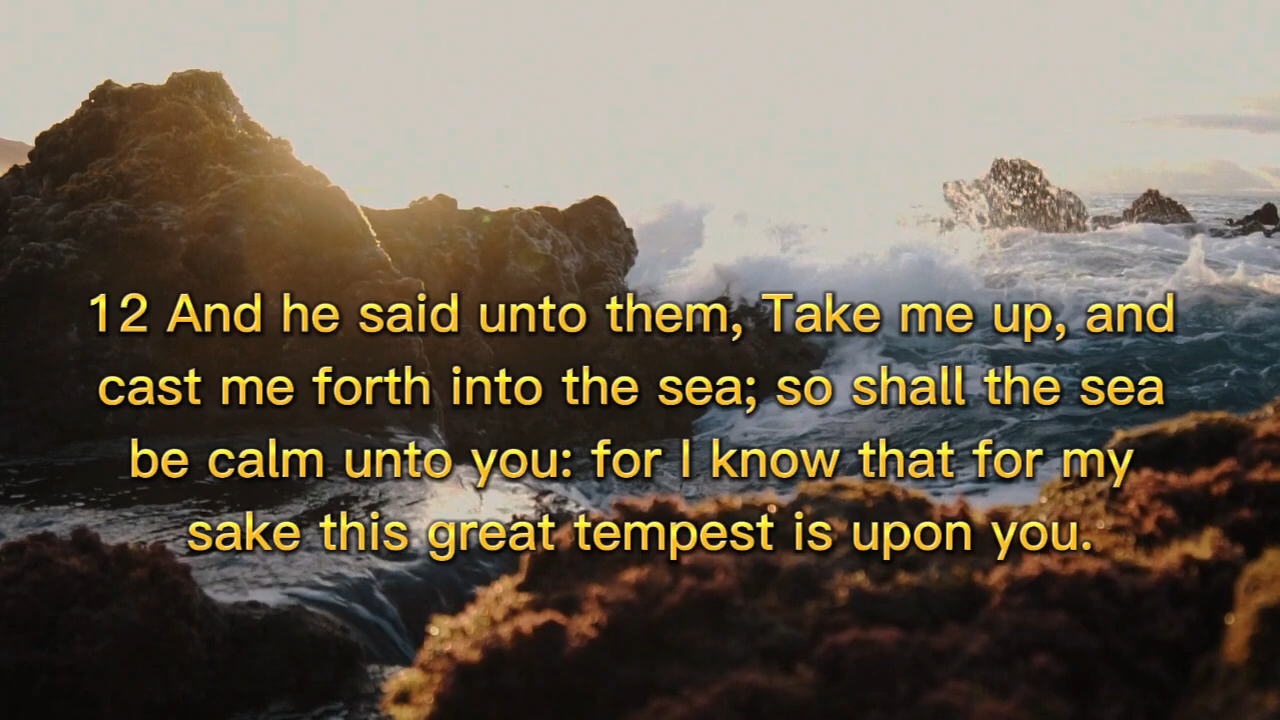 12 And he said unto them, Take me up, and
cast me forth into the sea; so shall the sea
be calm unto you: for I know that for my
sake this great tempest is upon you.